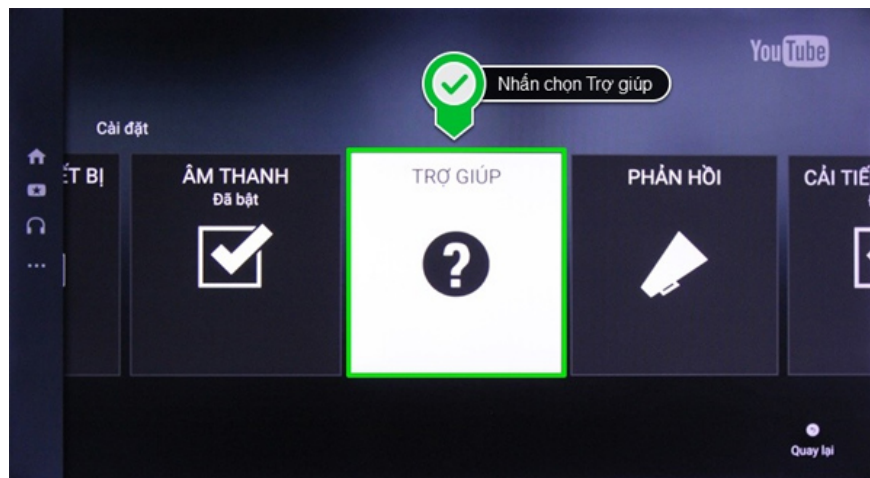 YouTube
Nhấn chọn Trợ giúp
Cài đặt
ẾT BỊ
ÂM THANH
Đã bật
TRỢ GIÚP
?
PHẢN HỒI
CẢI TIẾ
Quay lại